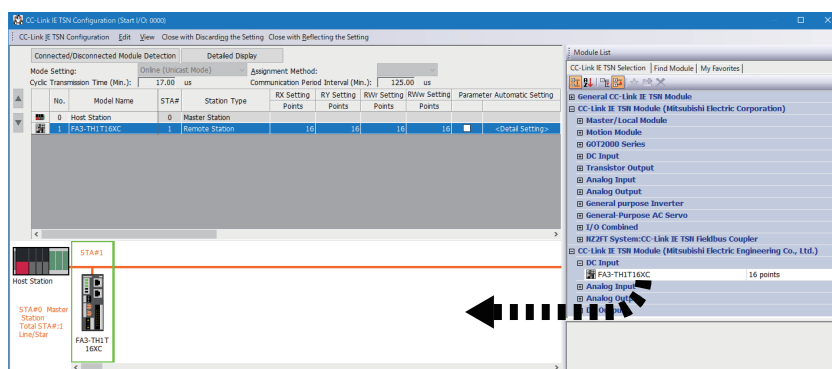 CC-Link IE TSN Configuration (Start I/O: 0000)
CC-Link IE TSN Configuration Edit View Close with Discarding the Setting Close with Reflecting the Setting
Connected/Disconnected Module Detection Detailed Display
Mode Setting: Online (Unicast Mode) Assignment Method:
Cyclic Transmission Time (Min.): 17.00 us Communication Period Interval (Min.): 125.00 us
No. Model Name STA# Station Type RX Setting RY Setting RWr Setting RWw Setting Parameter Automatic Setting
Points Points Points Points
0 Host Station 0 Master Station
1 FA3-TH1T16XC 1 Remote Station 16 16 16 16 <Detail Setting>
STA#1
Host Station
STA#0 Master
Station
Total STA#:1
Line/Star
FA3-TH1T
16XC
Module List
CC-Link IE TSN Selection Find Module My Favorites
General CC-Link IE TSN Module
CC-Link IE TSN Module (Mitsubishi Electric Corporation)
Master/Local Module
Motion Module
GOT2000 Series
DC Input
Transistor Output
Analog Input
Analog Output
General purpose Inverter
General-Purpose AC Servo
I/O Combined
NZ2FT System:CC-Link IE TSN Fieldbus Coupler
CC-Link IE TSN Module (Mitsubishi Electric Engineering Co., Ltd.)
DC Input
FA3-TH1T16XC 16 points
Analog Input
Analog